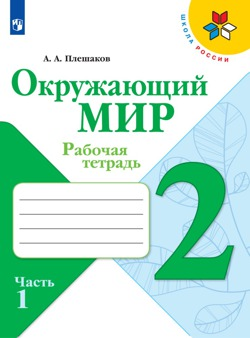 А. А. Плешаков
ШКОЛА РОССИИ
Окружающий
МИР
Рабочая
тетрадь
2
Часть
1